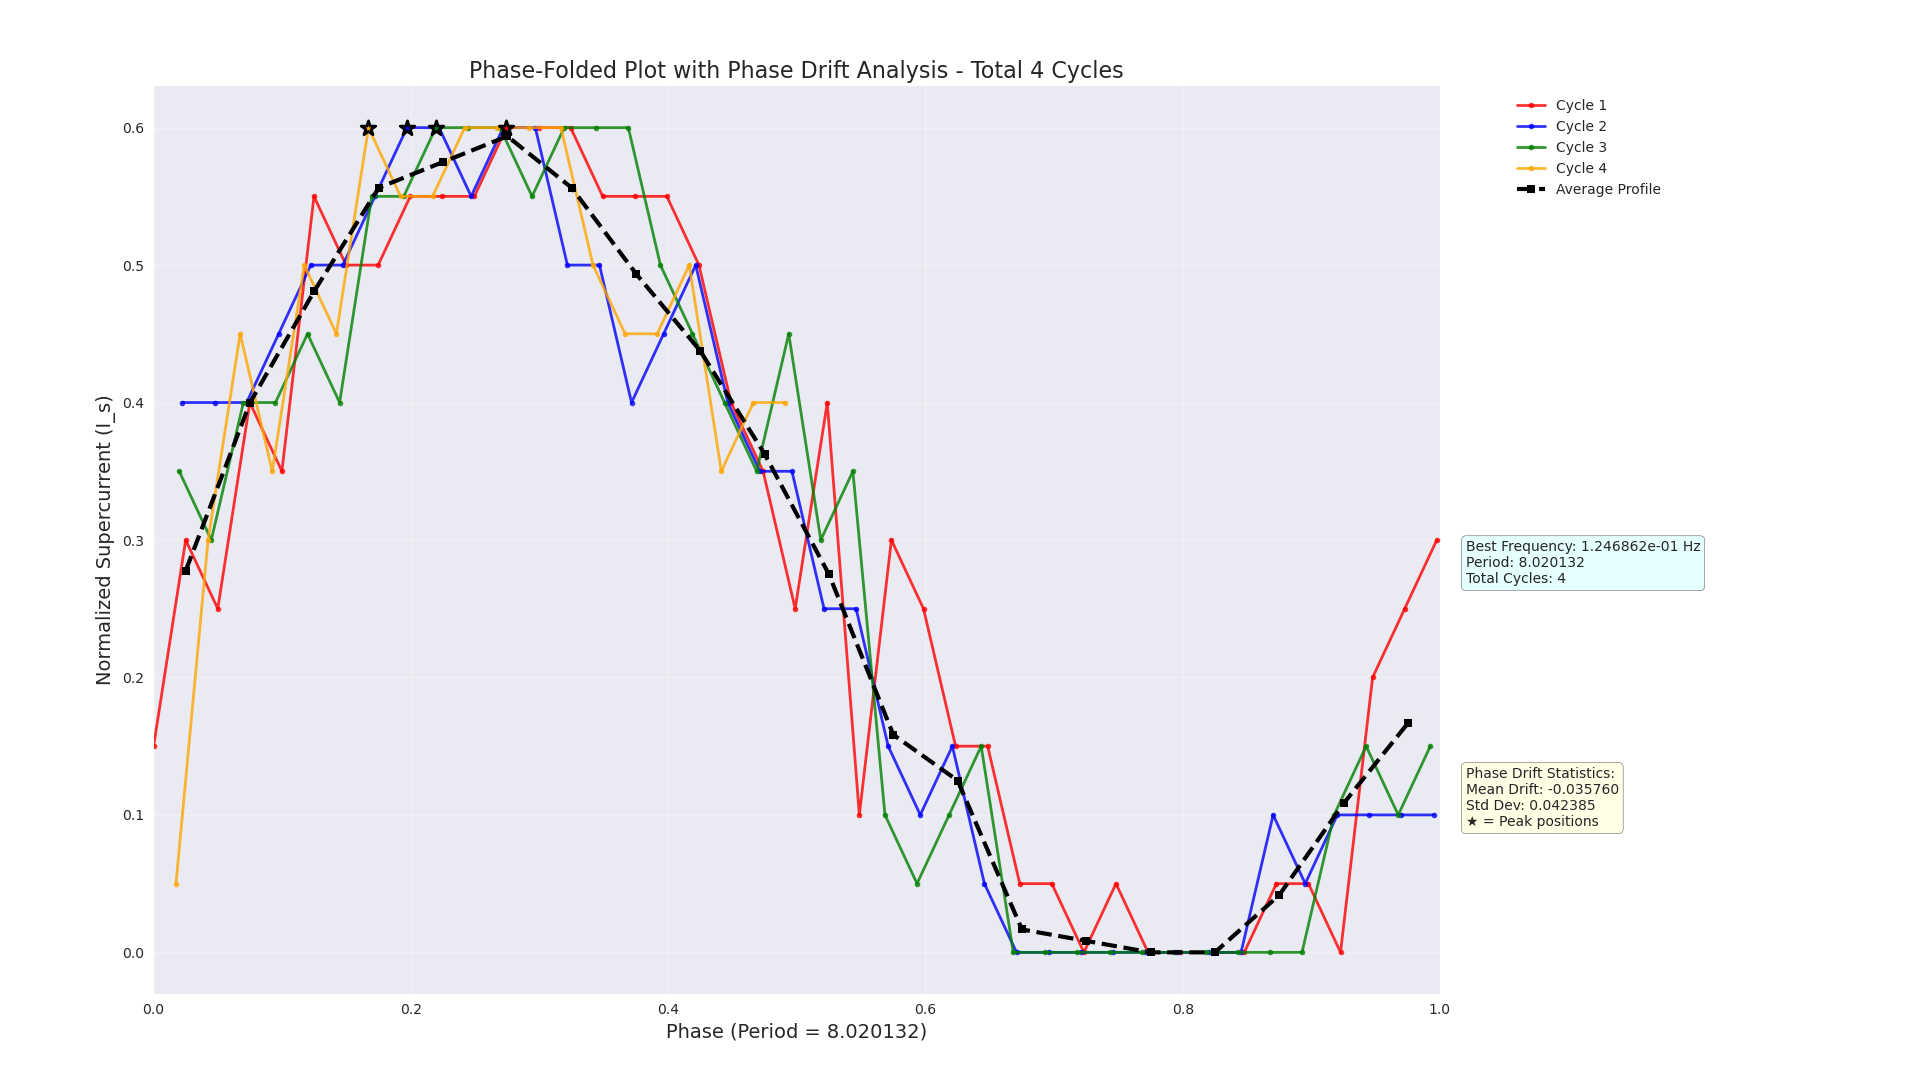 Phase-Folded Plot with Phase Drift Analysis - Total 4 Cycles
Normalized Supercurrent (I_s)
0.6
0.5
0.4
0.3
0.2
0.1
0.0
0.0 0.2 0.4 0.6 0.8 1.0
Phase (Period = 8.020132)
Cycle 1
Cycle 2
Cycle 3
Cycle 4
Average Profile
Best Frequency: 1.246862e-01 Hz
Period: 8.020132
Total Cycles: 4
Phase Drift Statistics:
Mean Drift: -0.035760
Std Dev: 0.042385
★ = Peak positions